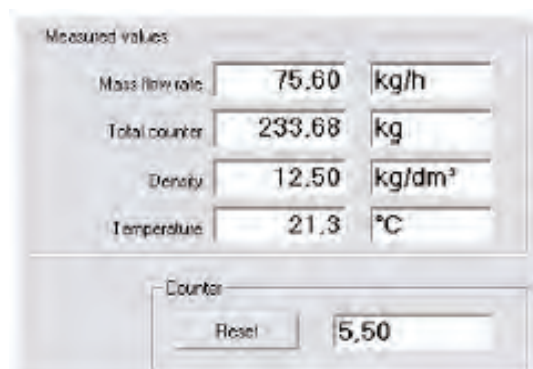 Measured values
Mass flow rate 75.60 kg/h
Total counter 233.68 kg
Density 12.50 kg/dm³
Temperature 21.3 °C
Counter
Reset 5,50